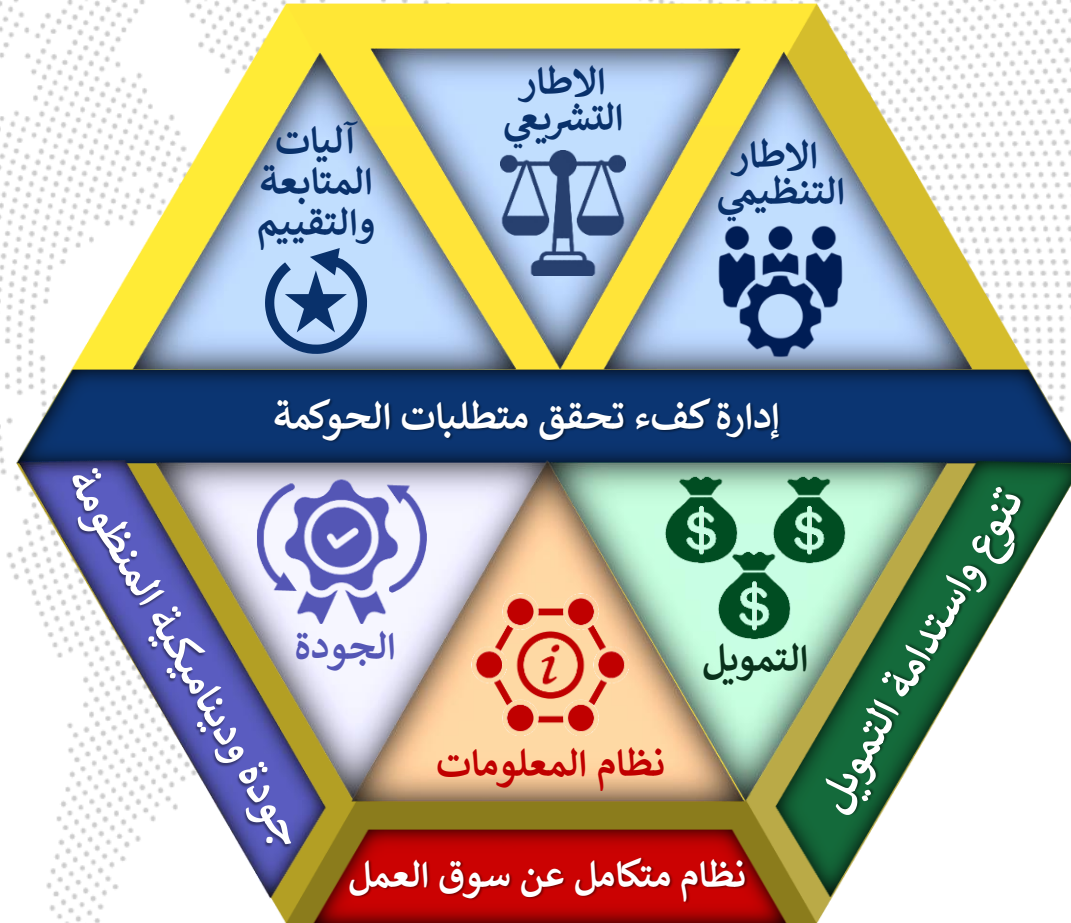 الاطار
التشريعي
الاطار
التنظيمي
آليات
المتابعة
والتقييم
إدارة كفء تحقق متطلبات الحوكمة
تنوع واستدامة التمويل
التمويل
$
$
$
i
نظام المعلومات
الجودة
جودة وديناميكية المنظومة
نظام متكامل عن سوق العمل